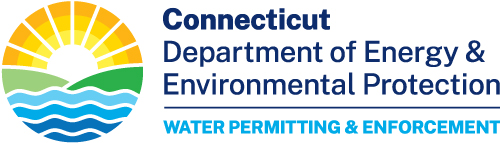 Connecticut
Department of Energy &
Environmental Protection
WATER PERMITTING & ENFORCEMENT